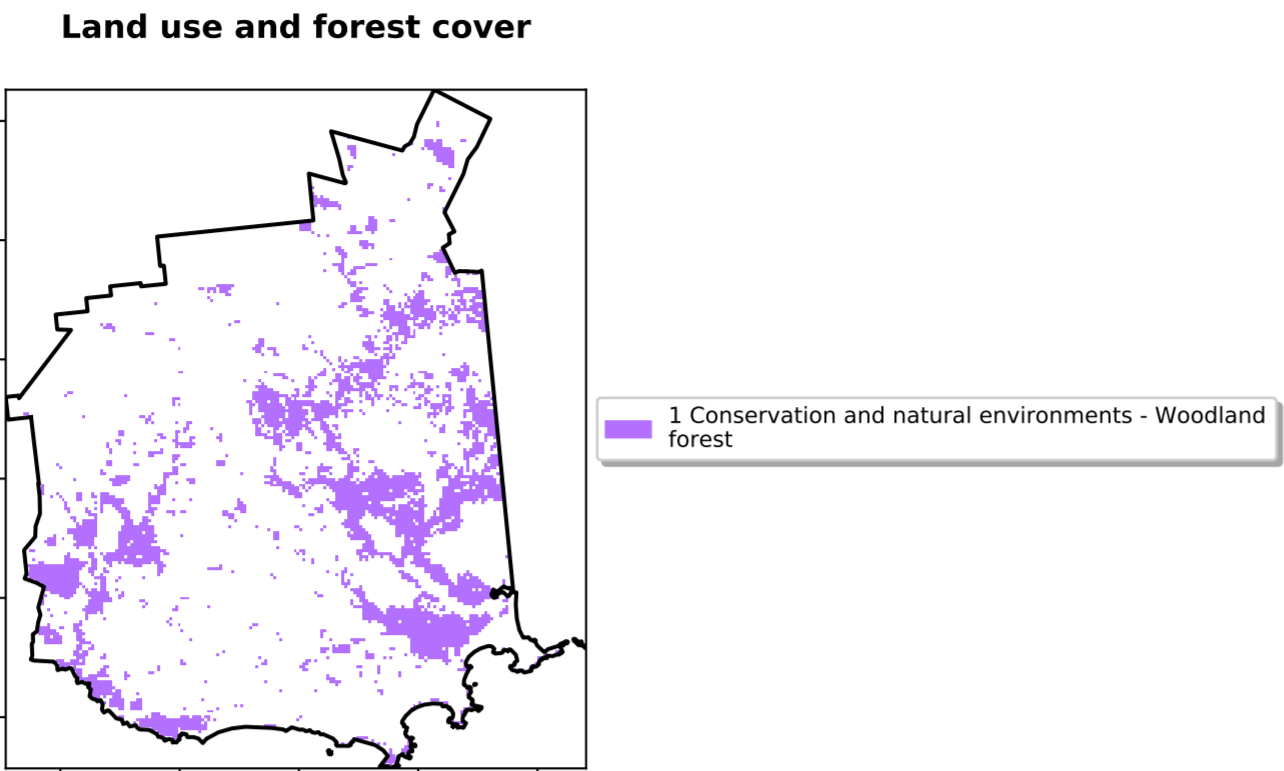 Land use and forest cover
1 Conservation and natural environments - Woodland
forest